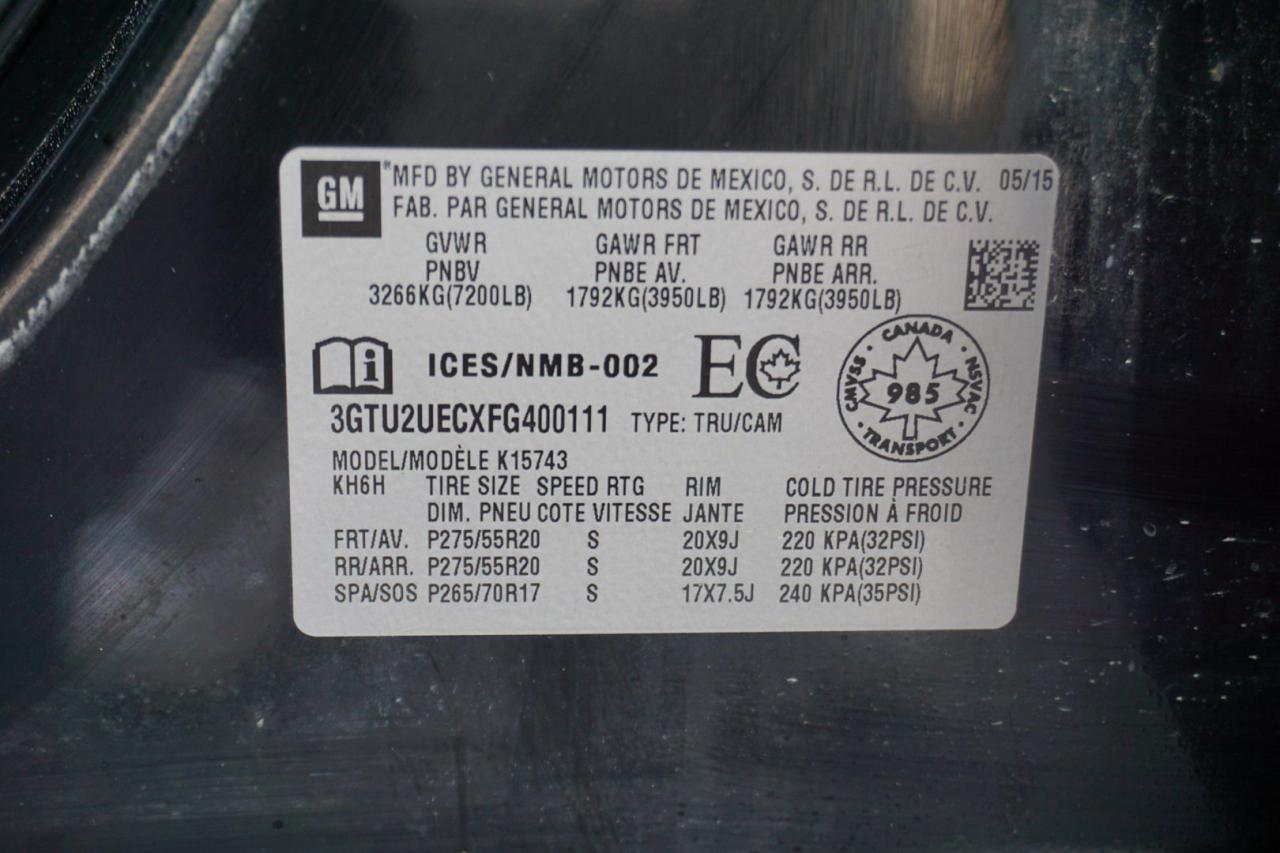 GM
*MFD BY GENERAL MOTORS DE MEXICO, S. DE R.L. DE C.V. 05/15
FAB. PAR GENERAL MOTORS DE MEXICO, S. DE R.L. DE C.V.
GVWR GAWR FRT GAWR RR
PNBV PNBE AV. PNBE ARR.
3266KG(7200LB) 1792KG(3950LB) 1792KG(3950LB)
i ICES/NMB-002 EC
CANADA · NSVAC · TRANSPORT · CMVSS ·
985
3GTU2UECXFG400111 TYPE: TRU/CAM
MODEL/MODÈLE K15743
KH6H TIRE SIZE SPEED RTG RIM COLD TIRE PRESSURE
DIM. PNEU COTE VITESSE JANTE PRESSION À FROID
FRT/AV. P275/55R20 S 20X9J 220 KPA(32PSI)
RR/ARR. P275/55R20 S 20X9J 220 KPA(32PSI)
SPA/SOS P265/70R17 S 17X7.5J 240 KPA(35PSI)